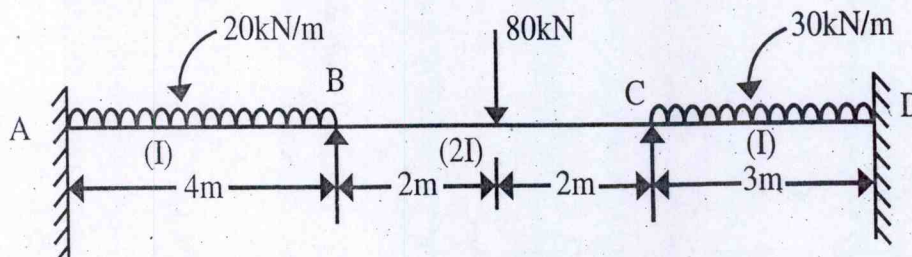 20kN/m 80kN 30kN/m
A B C D
(I) (2I) (I)
4m 2m 2m 3m